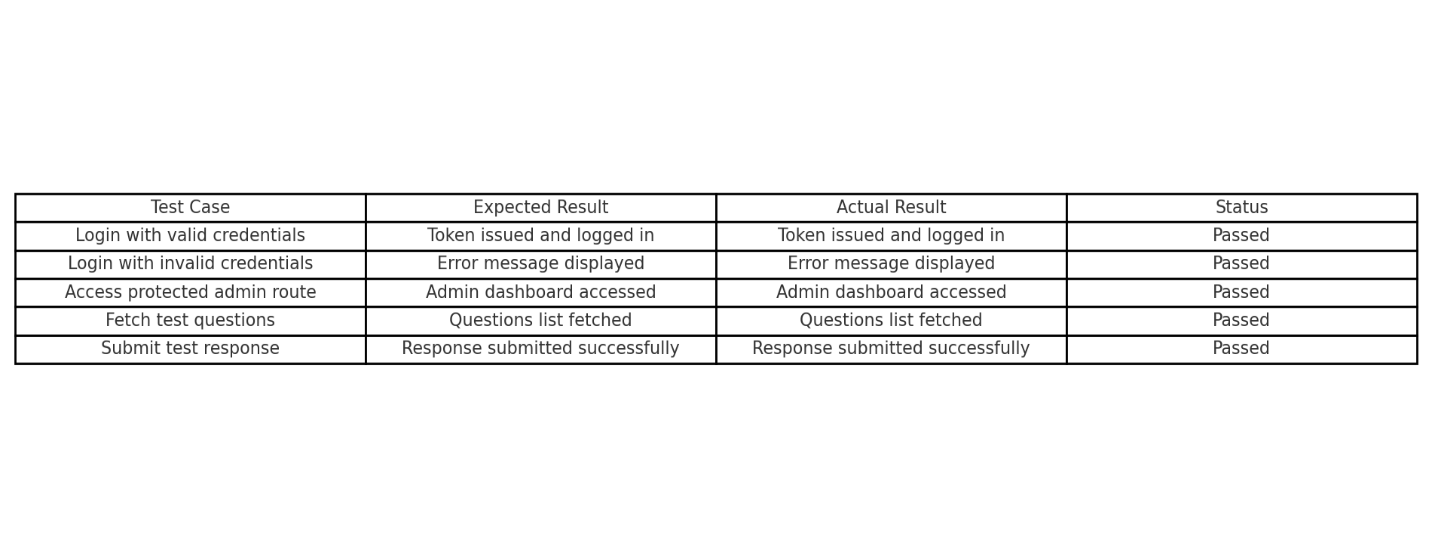 Test Case Expected Result Actual Result Status
Login with valid credentials Token issued and logged in Token issued and logged in Passed
Login with invalid credentials Error message displayed Error message displayed Passed
Access protected admin route Admin dashboard accessed Admin dashboard accessed Passed
Fetch test questions Questions list fetched Questions list fetched Passed
Submit test response Response submitted successfully Response submitted successfully Passed